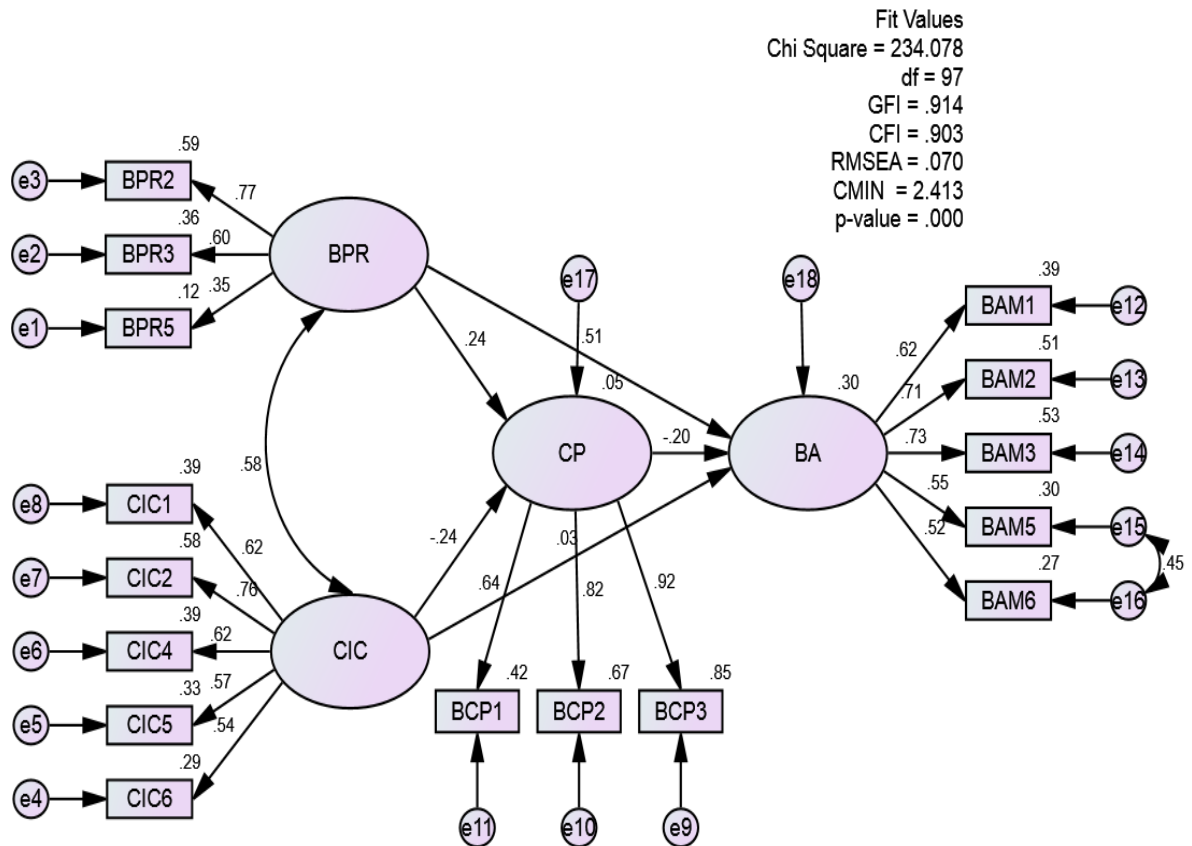 Fit Values
Chi Square = 234.078
df = 97
GFI = .914
CFI = .903
RMSEA = .070
CMIN = 2.413
p-value = .000
.59
e3
BPR2
.77
.36
e2
BPR3
.60
BPR
.12
.35
e1
BPR5
e17
e18
.39
BAM1
e12
.24
.51
.62
.51
BAM2
e13
.05
.30
.71
.53
CP
-.20
BA
.73
BAM3
e14
.58
.39
e8
CIC1
.55
.30
BAM5
e15
.52
.45
.58
.62
-.24
.03
.27
e7
CIC2
.76
.64
.82
.92
BAM6
e16
.39
e6
CIC4
.62
CIC
.33
.57
.42
.67
.85
e5
CIC5
.54
BCP1
BCP2
BCP3
.29
e4
CIC6
e11
e10
e9